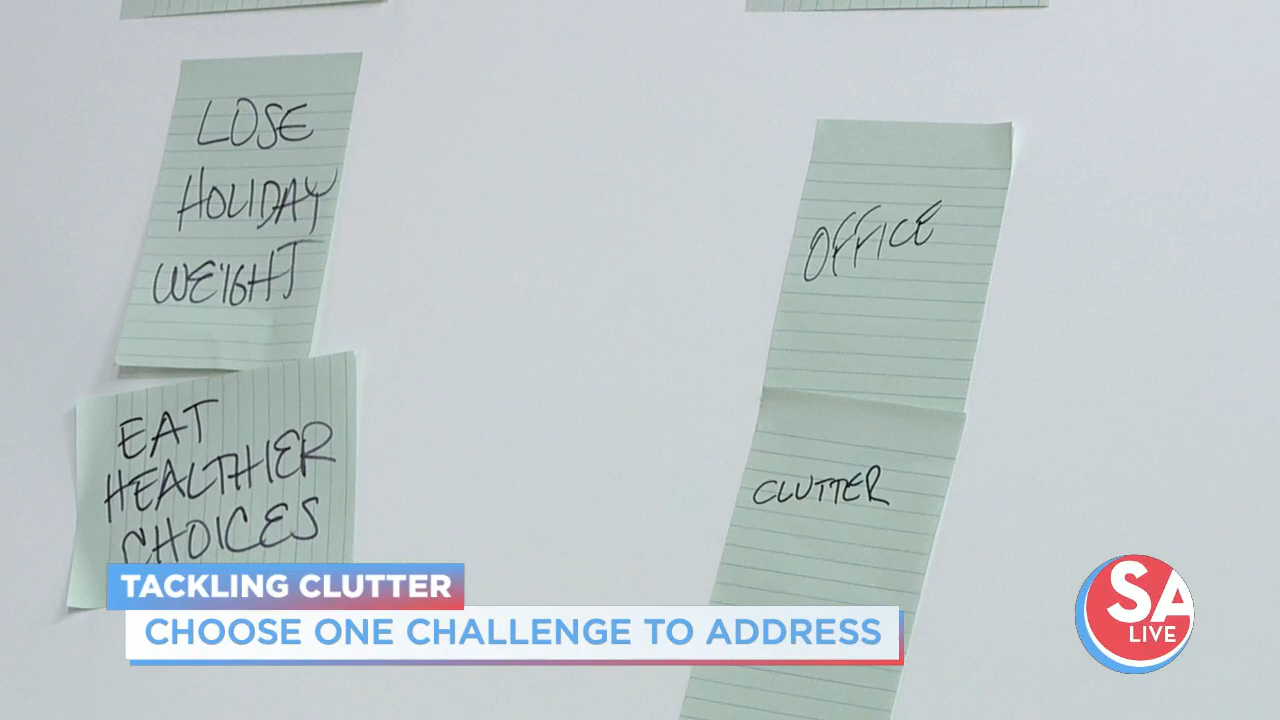 LOSE
HOLIDAY
WEIGHT
EAT
HEALTHIER
CHOICES
OFFICE
CLUTTER
TACKLING CLUTTER
CHOOSE ONE CHALLENGE TO ADDRESS
SA
LIVE